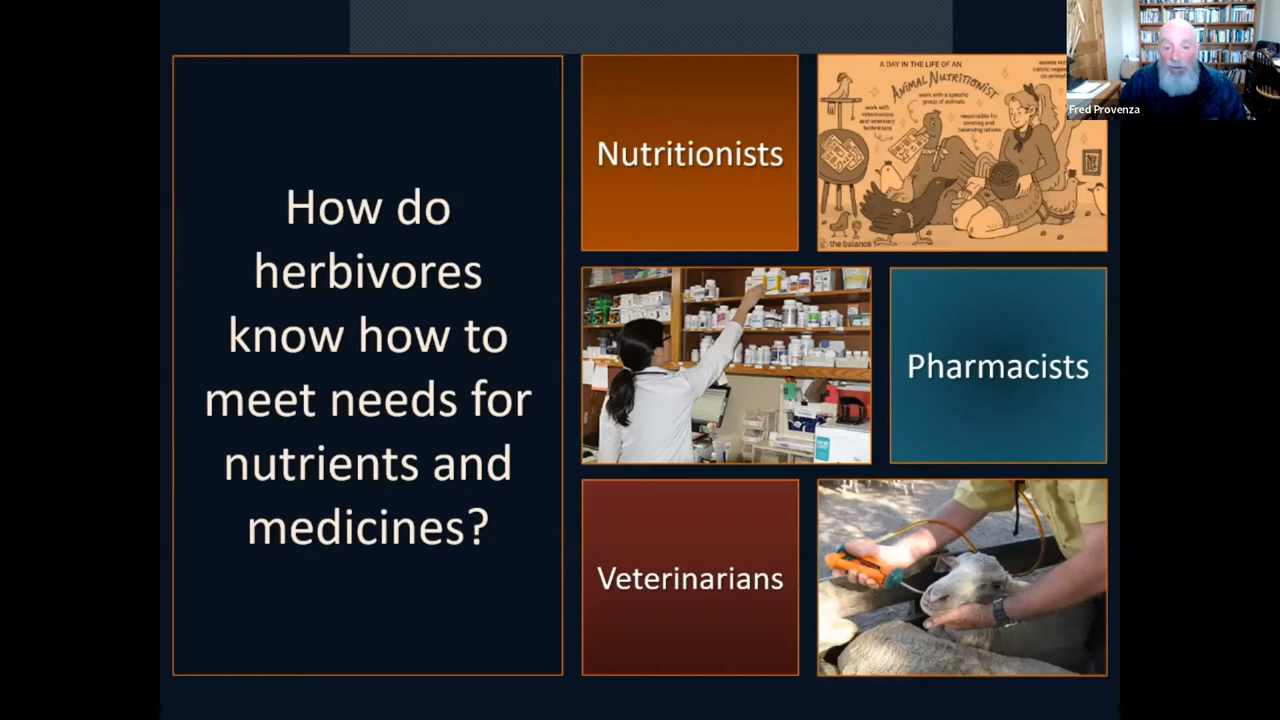 How do
herbivores
know how to
meet needs for
nutrients and
medicines?
Nutritionists
A DAY IN THE LIFE OF AN
ANIMAL NUTRITIONIST
work with a specific
group of animals
work with
veterinarians
and veterinary
technicians
responsible for
creating and
balancing rations
the balance
Fred Provenza
Pharmacists
Veterinarians